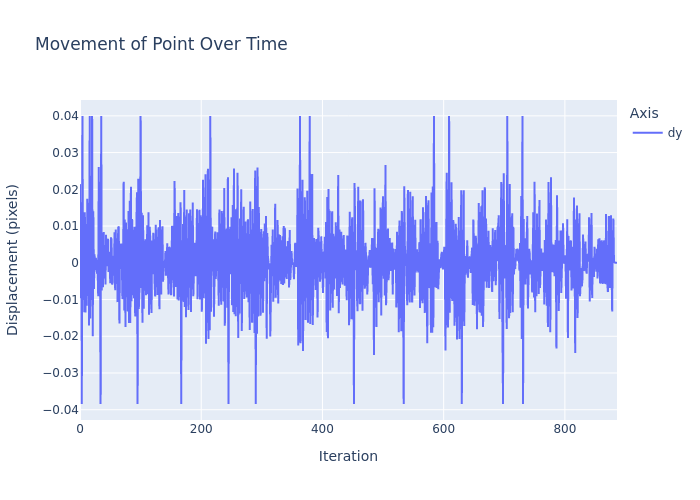 Movement of Point Over Time
Axis
dy
Displacement (pixels)
0.04
0.03
0.02
0.01
0
−0.01
−0.02
−0.03
−0.04
0 200 400 600 800
Iteration